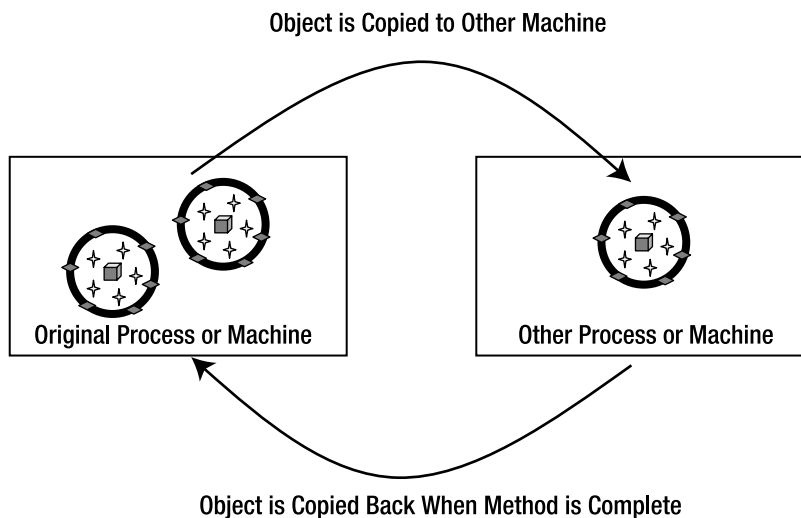 Object is Copied to Other Machine
Original Process or Machine
Other Process or Machine
Object is Copied Back When Method is Complete